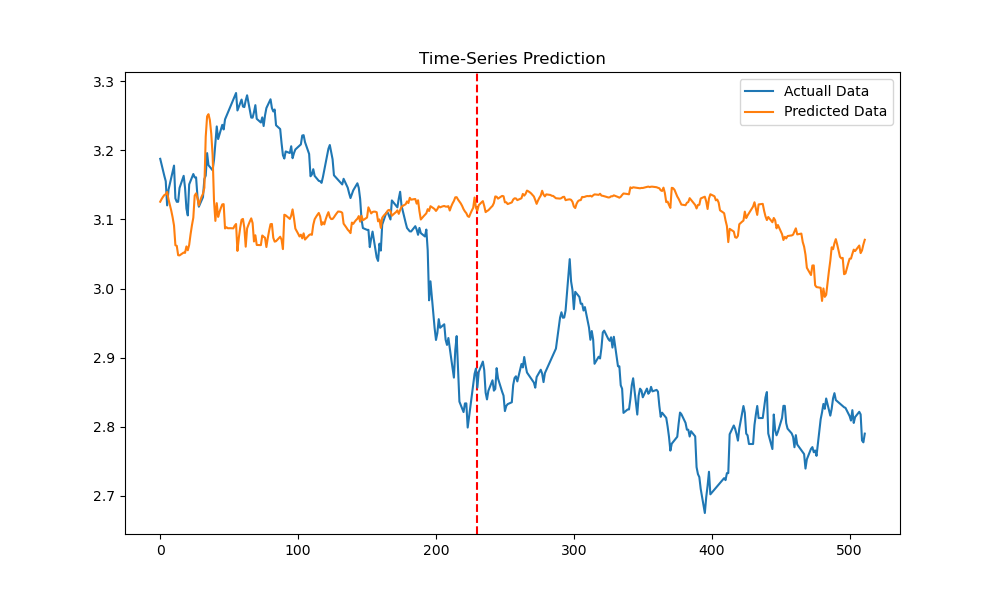 Time-Series Prediction
Actuall Data
Predicted Data
3.3
3.2
3.1
3.0
2.9
2.8
2.7
0 100 200 300 400 500